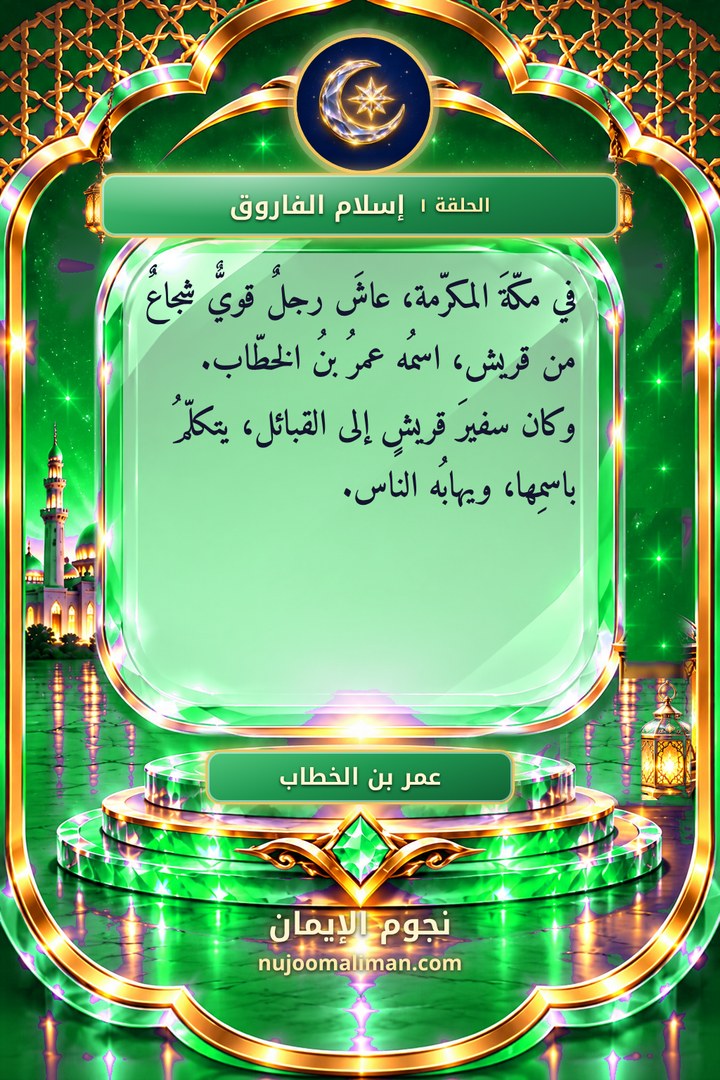 الحلقة ١ إسلام الفاروق
في مكّةَ المكرّمة، عاشَ رجلٌ قويٌّ شجاعٌ
من قريش، اسمُه عمرُ بنُ الخطّاب.
وكان سفيرَ قريشٍ إلى القبائل، يتكلّمُ
باسمِها، ويهابُه الناس.
عمر بن الخطاب
نجوم الإيمان
nujoomaliman.com